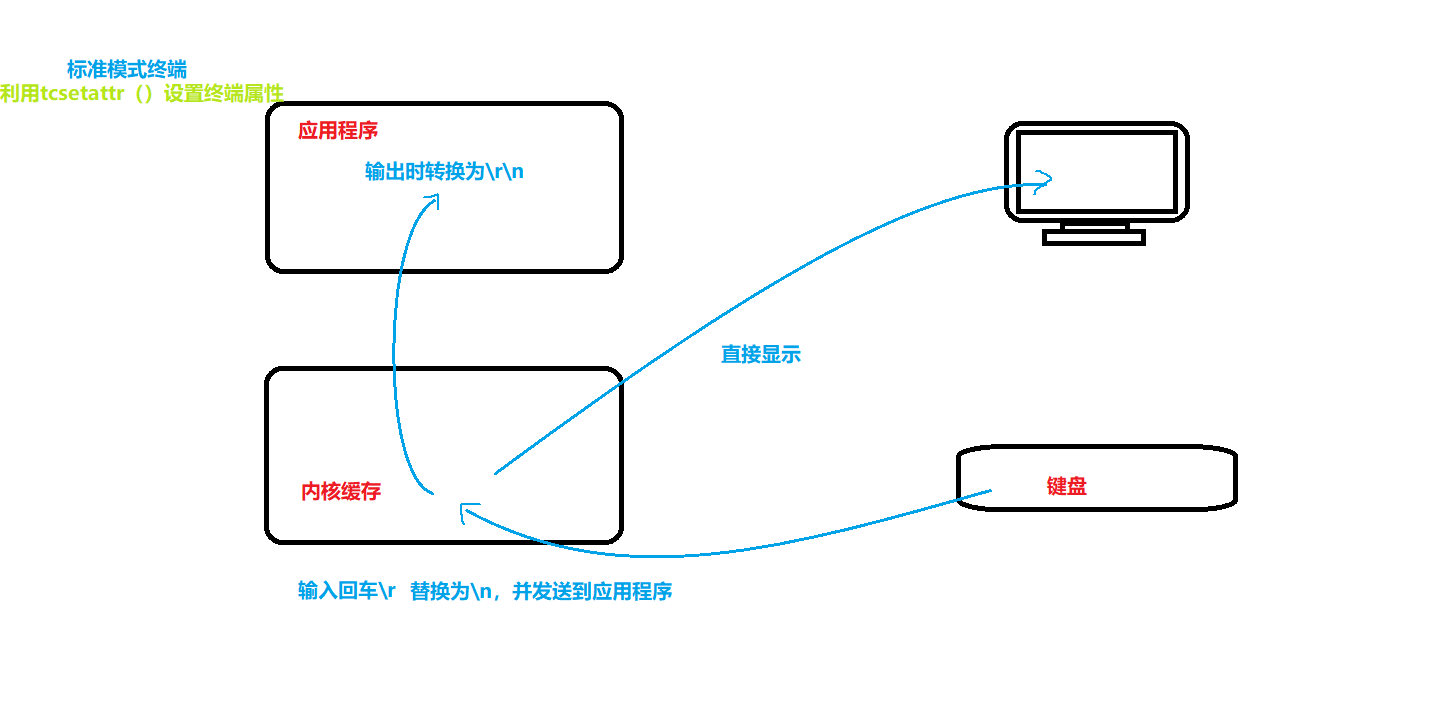 标准模式终端
利用tcsetattr（）设置终端属性
应用程序
输出时转换为\r\n
直接显示
内核缓存
键盘
输入回车\r 替换为\n，并发送到应用程序